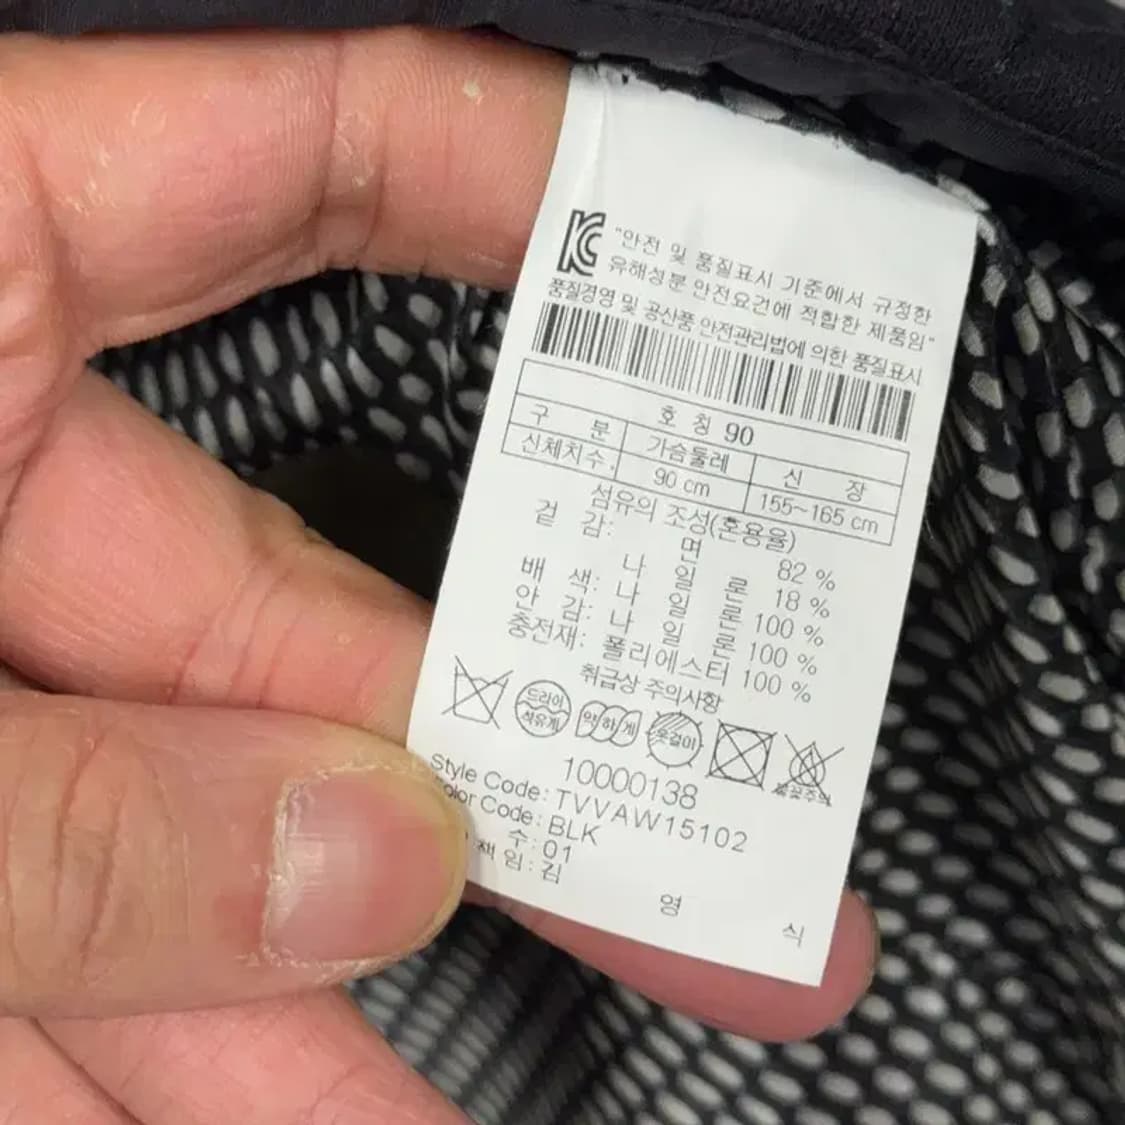 KC
"안전 및 품질표시 기준에서 규정한
유해성분 안전요건에 적합한 제품임"
품질경영 및 공산품 안전관리법에 의한 품질표시
호 칭 90
구 분 가슴둘레 신 장
신체치수 90 cm 155~165 cm
섬유의 조성(혼용율)
겉 감: 면 82 %
나 일 론 18 %
배 색: 나 일 론 100 %
안 감: 나 일 론 100 %
충전재: 폴리에스터 100 %
취급상 주의사항
드라이 석유계 약하게 옷걸이 불꽃주의
10000138
Style Code: TVVAW15102
Color Code: BLK
수: 01
책 임: 김 영 식